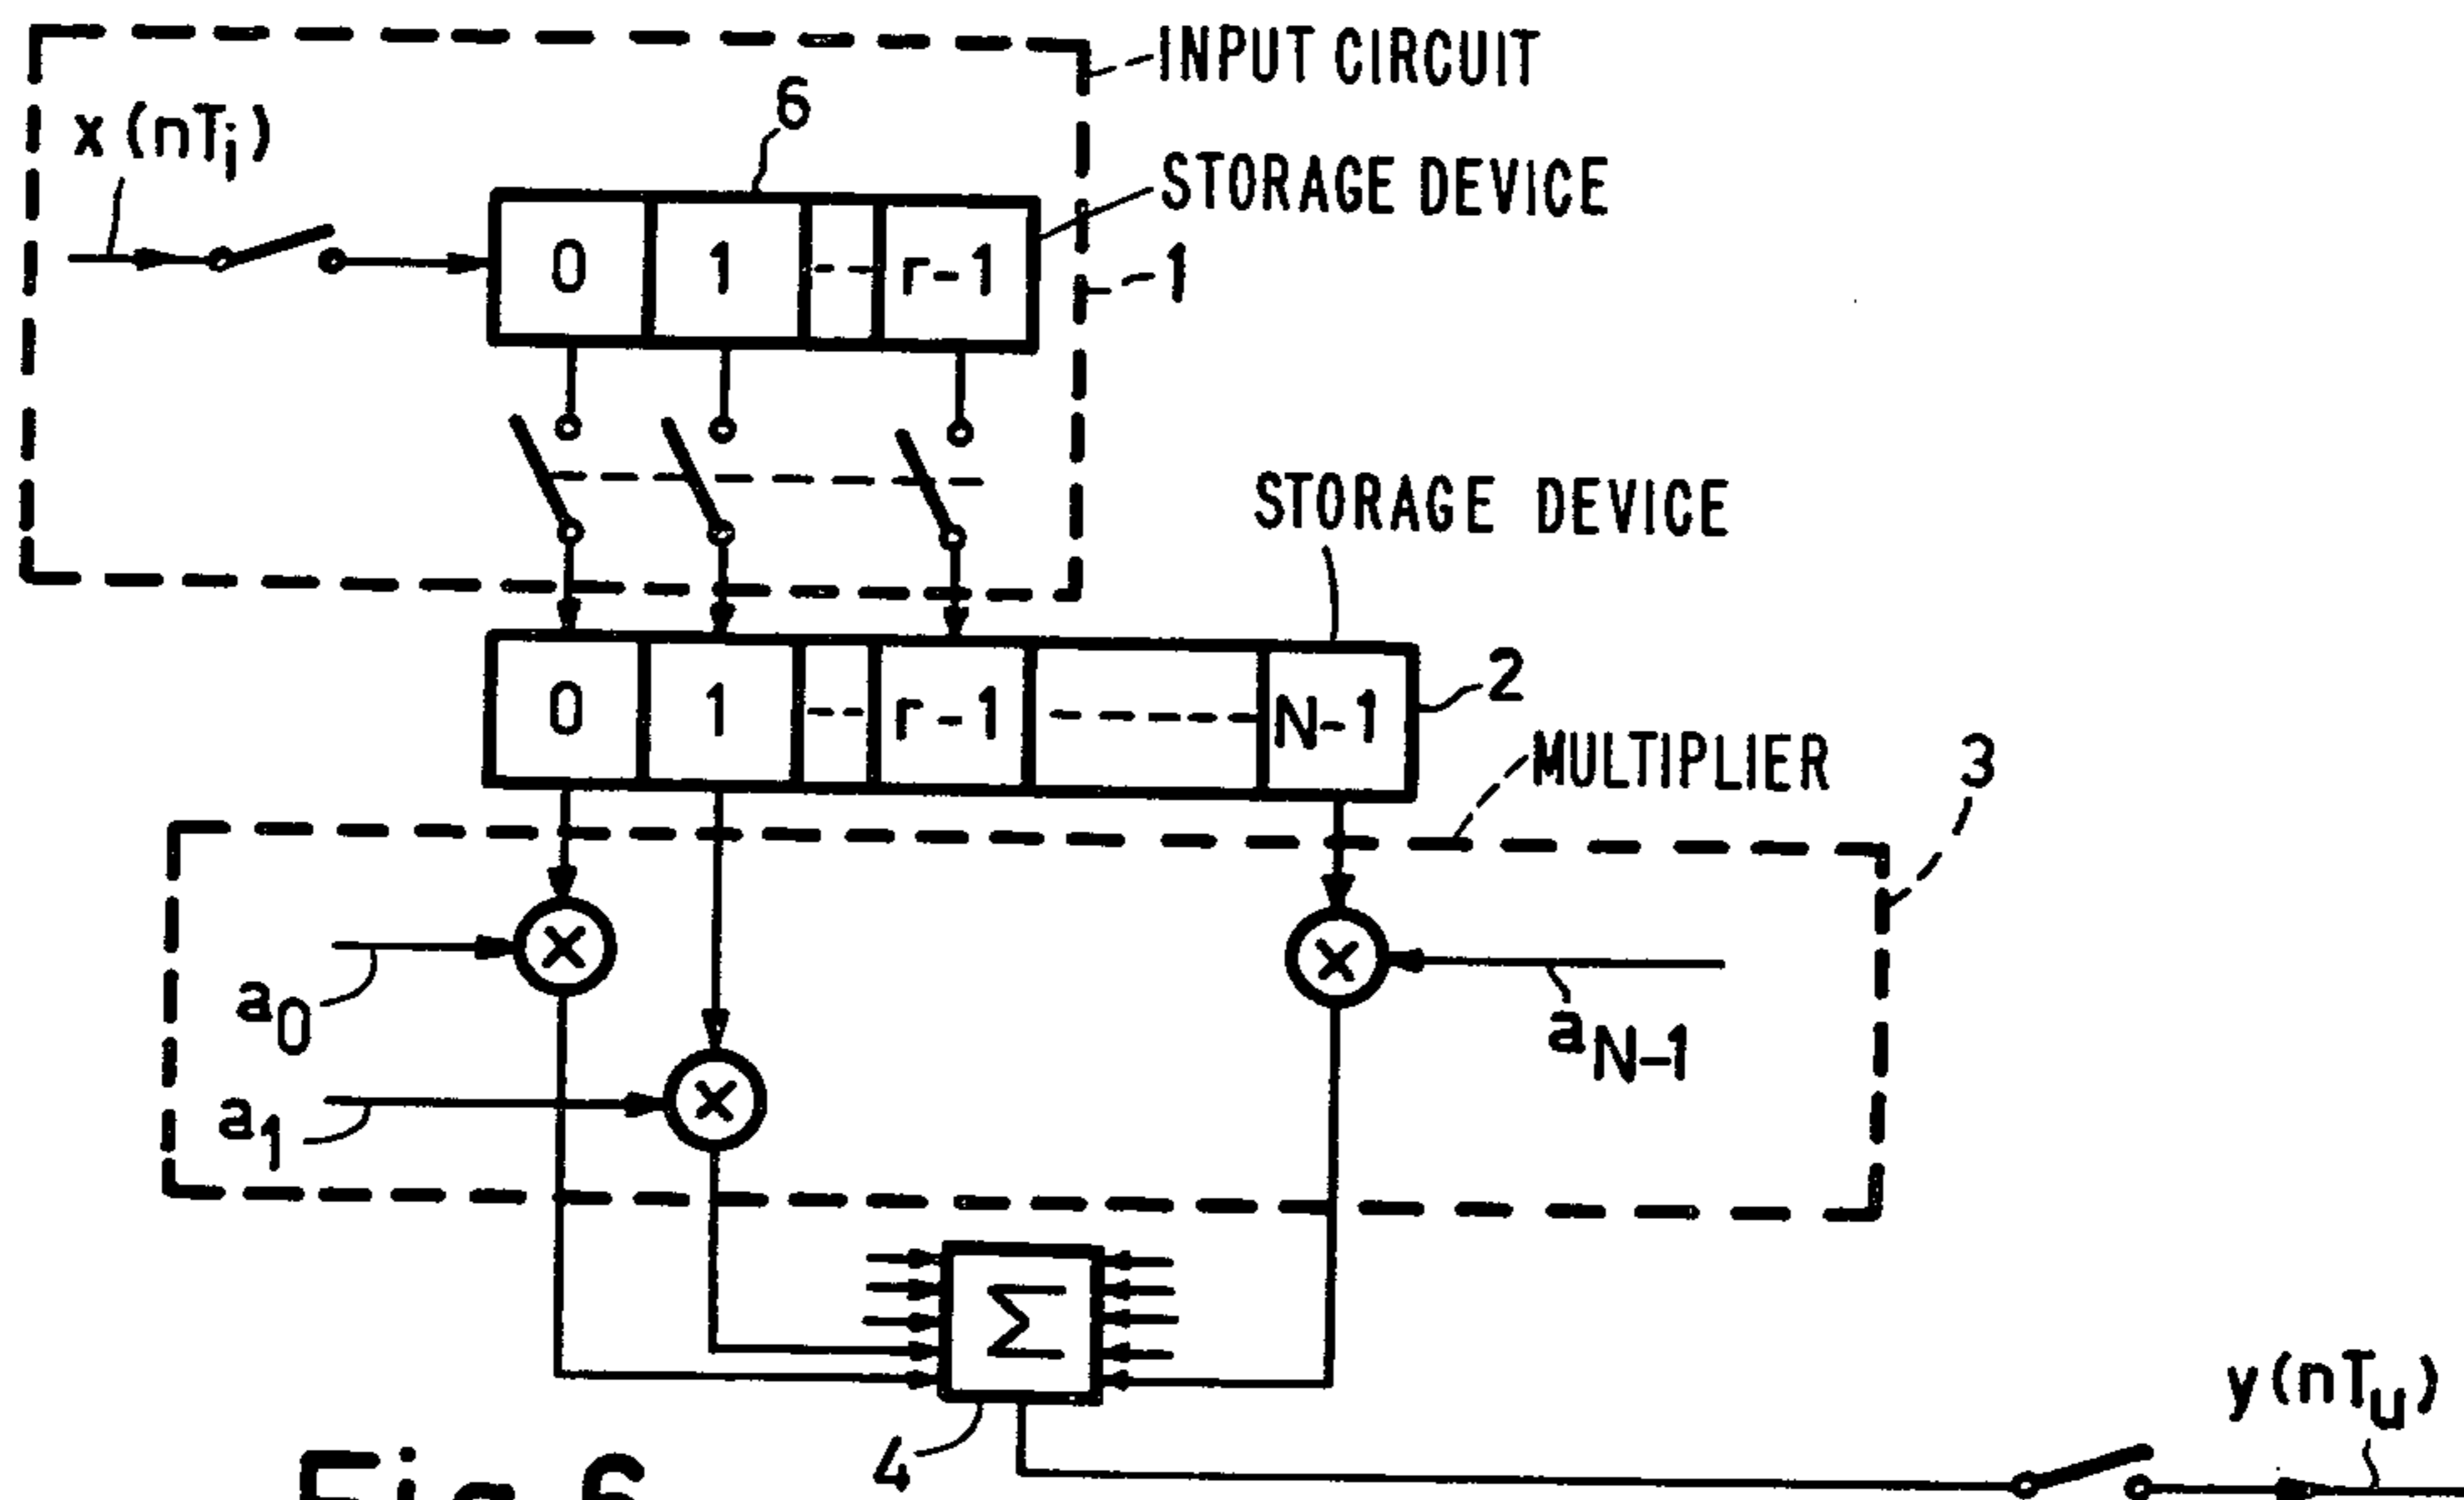 INPUT CIRCUIT
6
x (nTi)
STORAGE DEVICE
0 1 -- r-1
1
STORAGE DEVICE
0 1 -- r-1 ------ N-1
2
MULTIPLIER
3
a0
aN-1
a1
Σ
y(nTu)
4
Fig.6